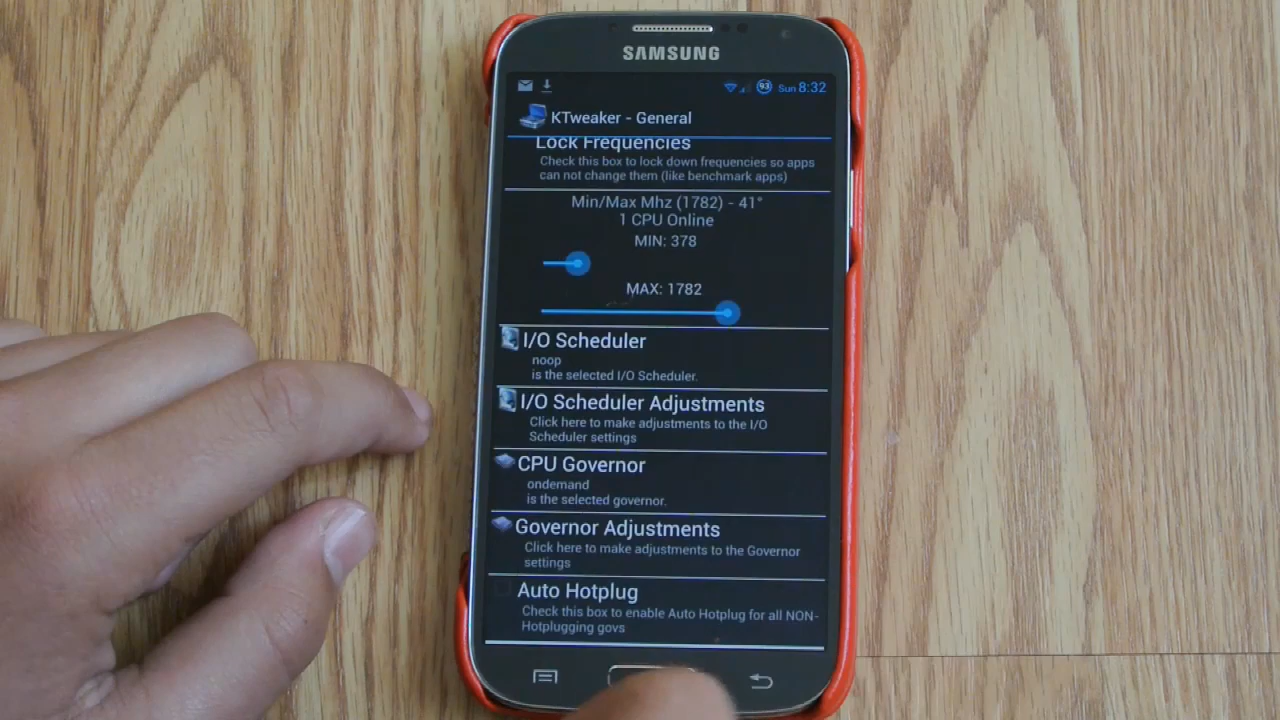 SAMSUNG
93 Sun 8:32
KTweaker - General
Lock Frequencies
Check this box to lock down frequencies so apps
can not change them (like benchmark apps)
Min/Max Mhz (1782) - 41°
1 CPU Online
MIN: 378
MAX: 1782
I/O Scheduler
noop
is the selected I/O Scheduler.
I/O Scheduler Adjustments
Click here to make adjustments to the I/O
Scheduler settings
CPU Governor
ondemand
is the selected governor.
Governor Adjustments
Click here to make adjustments to the Governor
settings
Auto Hotplug
Check this box to enable Auto Hotplug for all NON-
Hotplugging govs